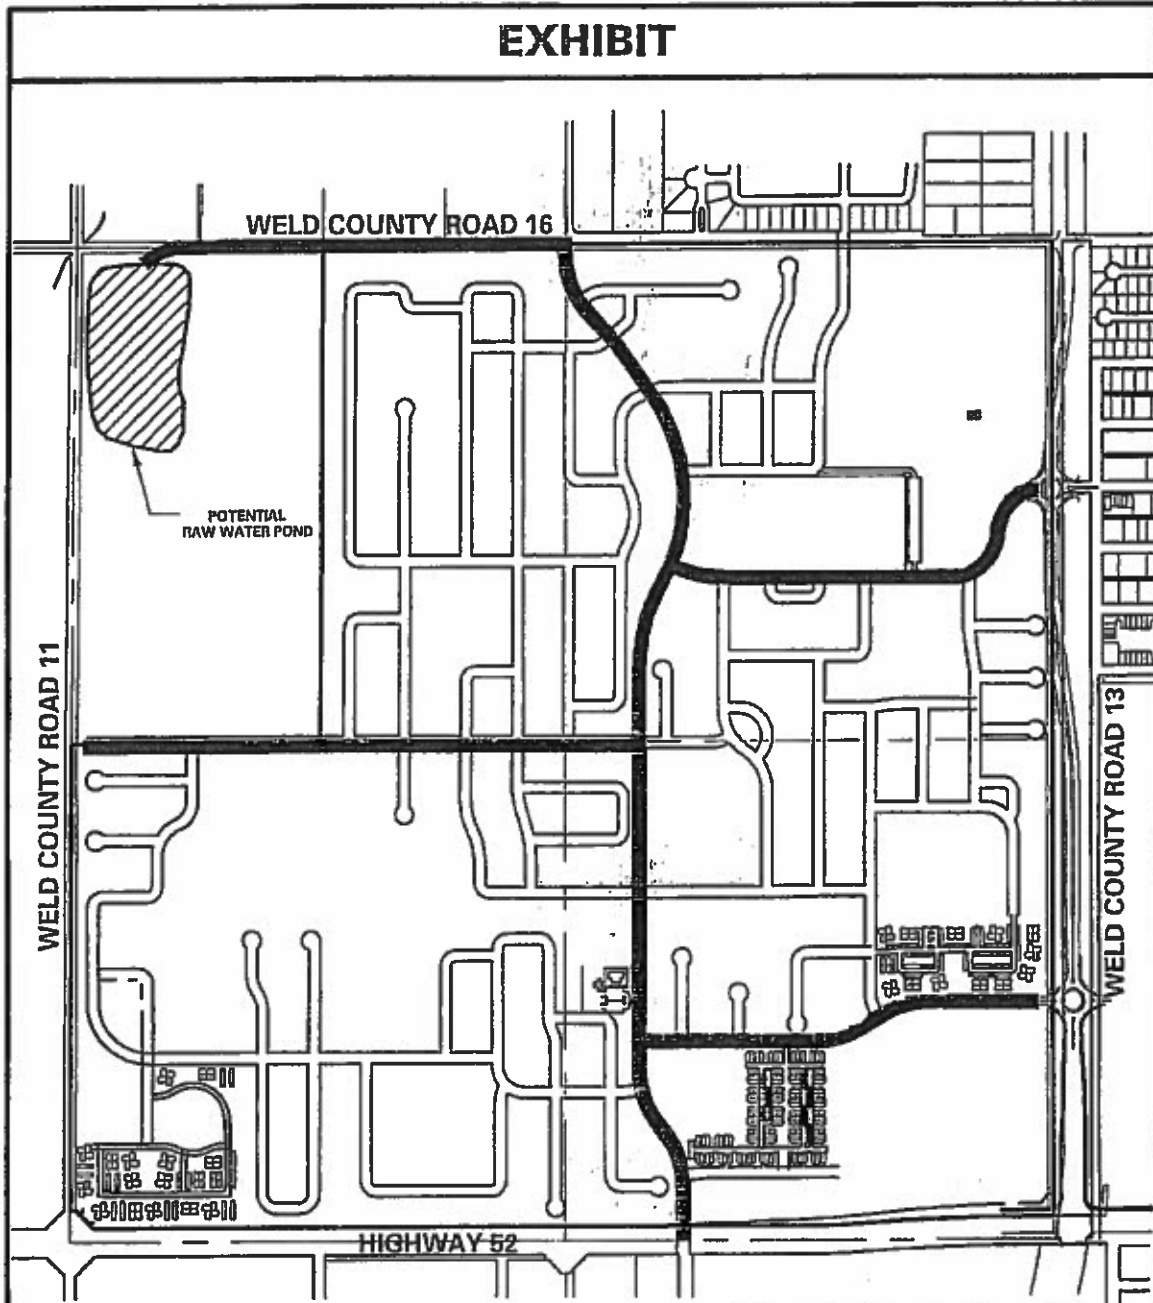 EXHIBIT
WELD COUNTY ROAD 16
POTENTIAL
RAW WATER POND
WELD COUNTY ROAD 11
WELD COUNTY ROAD 13
HIGHWAY 52